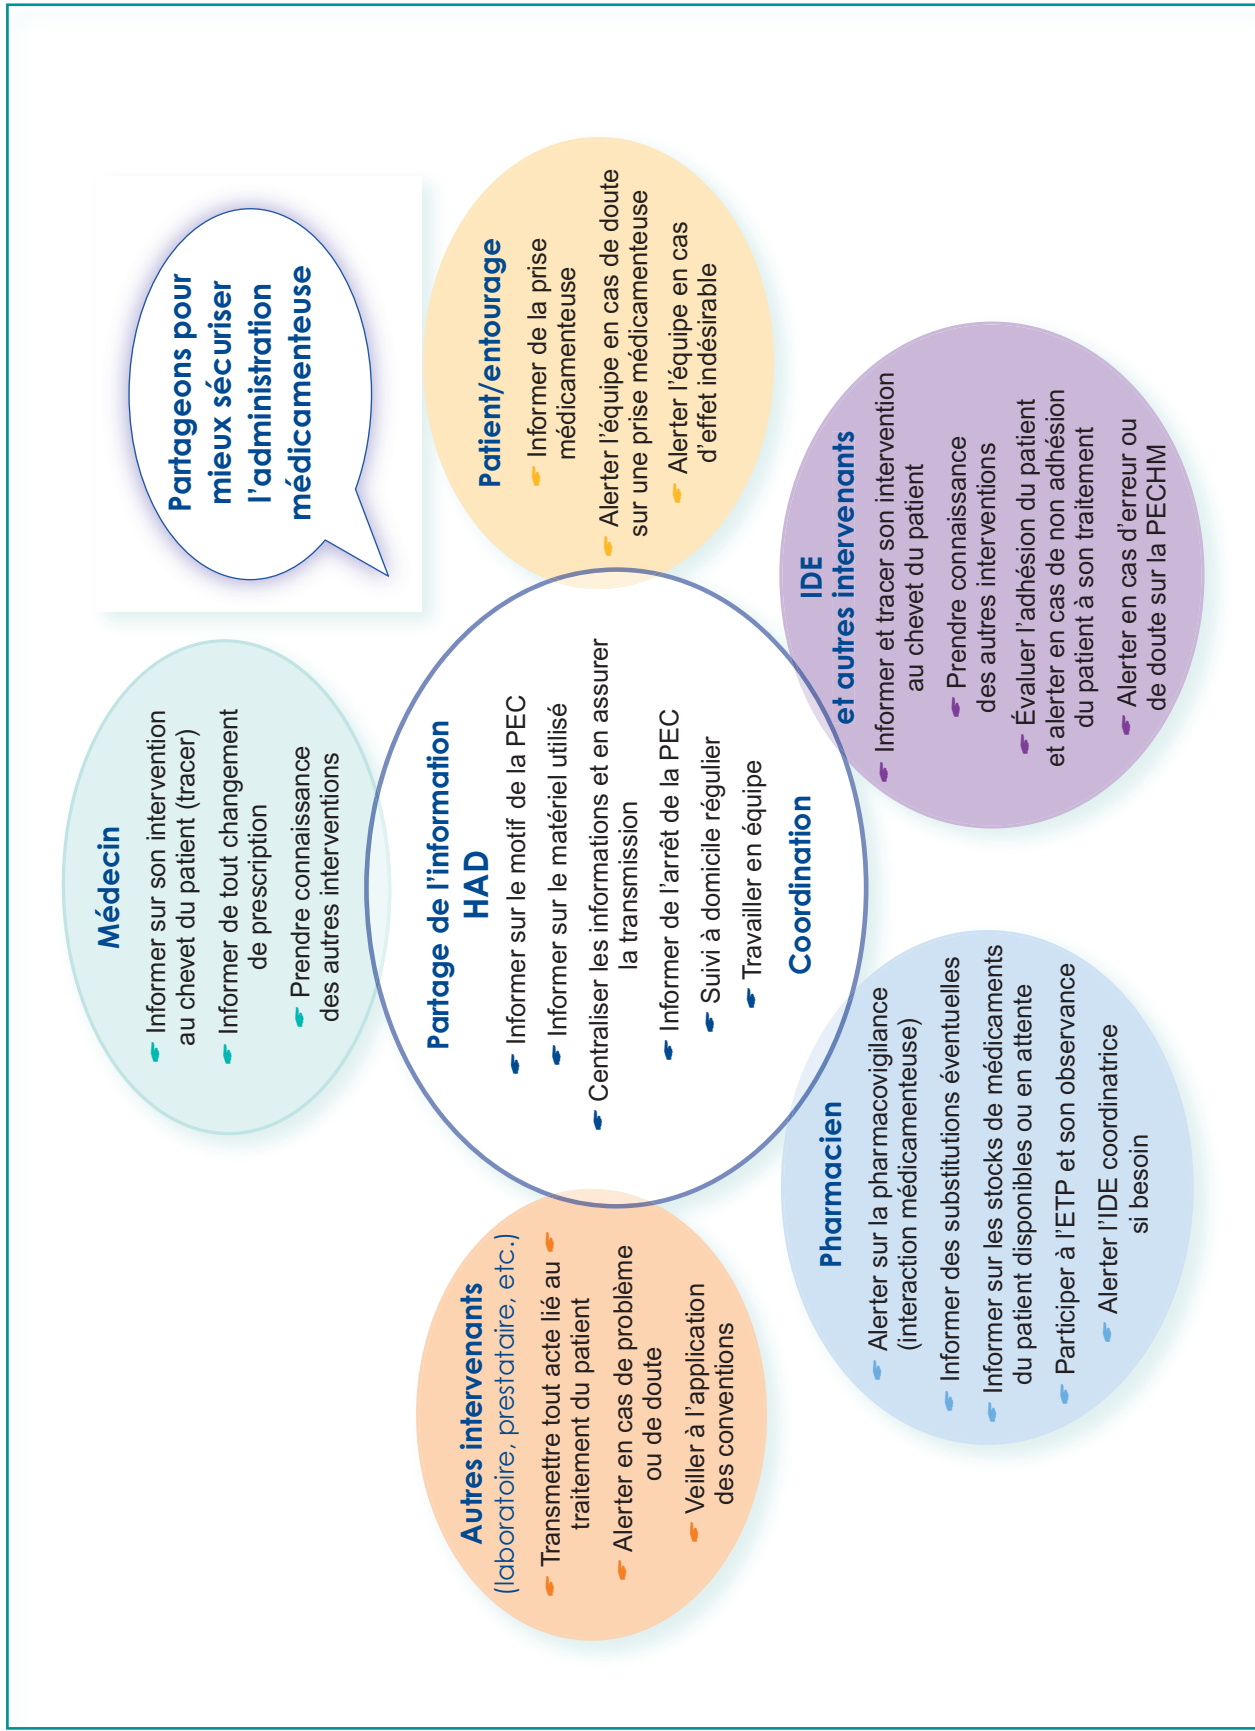 Partageons pour
mieux sécuriser
l'administration
médicamenteuse
Médecin
Informer sur son intervention
au chevet du patient (tracer)
Informer de tout changement
de prescription
Prendre connaissance
des autres interventions
Autres intervenants
(laboratoire, prestataire, etc.)
Transmettre tout acte lié au
traitement du patient
Alerter en cas de problème
ou de doute
Veiller à l'application
des conventions
Partage de l'information
HAD
Informer sur le motif de la PEC
Informer sur le matériel utilisé
Centraliser les informations et en assurer
la transmission
Informer de l'arrêt de la PEC
Suivi à domicile régulier
Travailler en équipe
Coordination
Patient/entourage
Informer de la prise
médicamenteuse
Alerter l'équipe en cas de doute
sur une prise médicamenteuse
Alerter l'équipe en cas
d'effet indésirable
Pharmacien
Alerter sur la pharmacovigilance
(interaction médicamenteuse)
Informer des substitutions éventuelles
Informer sur les stocks de médicaments
du patient disponibles ou en attente
Participer à l'ETP et son observance
Alerter l'IDE coordinatrice
si besoin
IDE
et autres intervenants
Informer et tracer son intervention
au chevet du patient
Prendre connaissance
des autres interventions
Évaluer l'adhésion du patient
et alerter en cas de non adhésion
du patient à son traitement
Alerter en cas d'erreur ou
de doute sur la PECHM